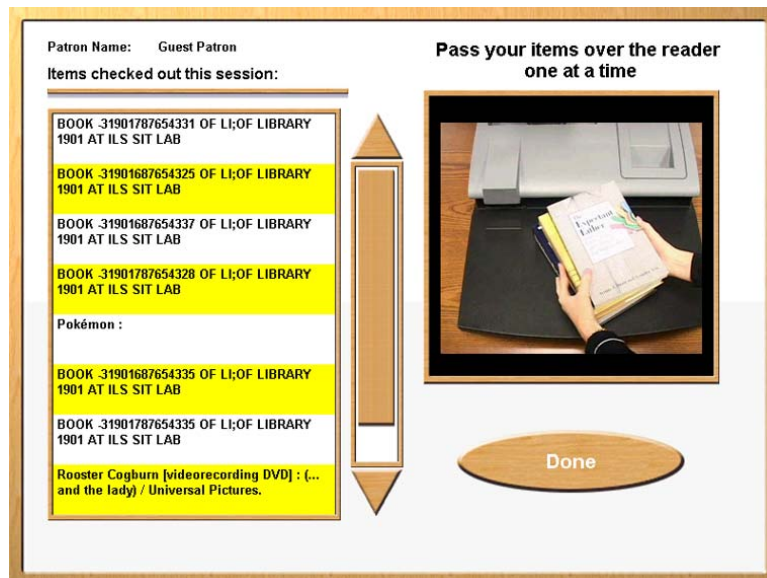 Patron Name: Guest Patron
Items checked out this session:
BOOK -31901787654331 OF LI;OF LIBRARY
1901 AT ILS SIT LAB
BOOK -31901687654325 OF LI;OF LIBRARY
1901 AT ILS SIT LAB
BOOK -31901687654337 OF LI;OF LIBRARY
1901 AT ILS SIT LAB
BOOK -31901787654328 OF LI;OF LIBRARY
1901 AT ILS SIT LAB
Pokémon :
BOOK -31901687654335 OF LI;OF LIBRARY
1901 AT ILS SIT LAB
BOOK -31901787654335 OF LI;OF LIBRARY
1901 AT ILS SIT LAB
Rooster Cogburn [videorecording DVD] : (...
and the lady) / Universal Pictures.
Pass your items over the reader
one at a time
The
Expectant
Father
Done